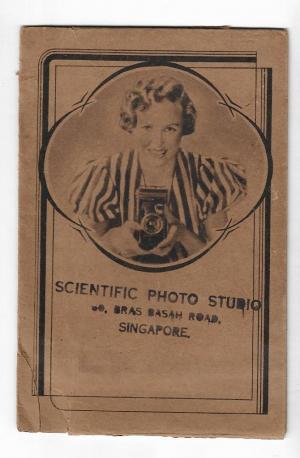 SCIENTIFIC PHOTO STUDIO
BRAS BASAH ROAD,
SINGAPORE.